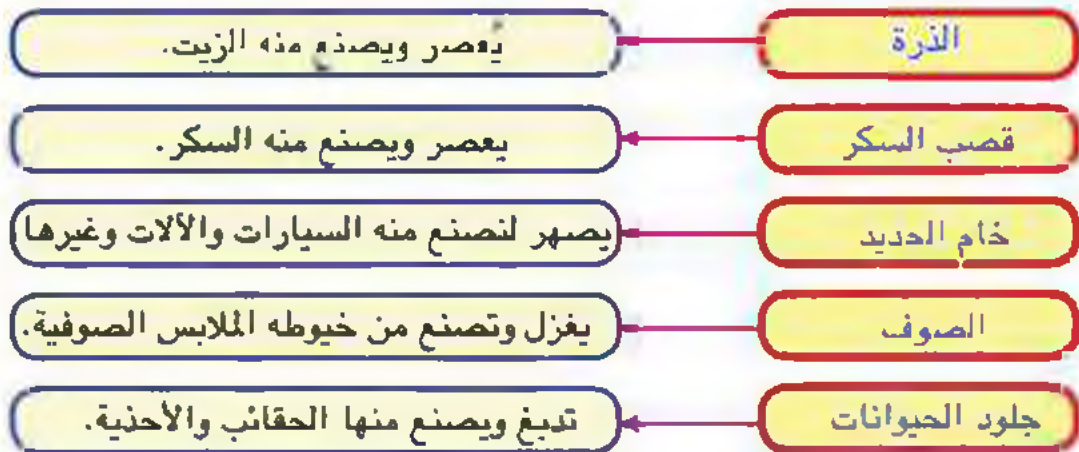 الذرة
يُعصر ويصنع منه الزيت.
قصب السكر
يعصر ويصنع منه السكر.
خام الحديد
يصهر لنصنع منه السيارات والآلات وغيرها
الصوف
يغزل وتصنع من خيوطه الملابس الصوفية.
جلود الحيوانات
تدبغ ويصنع منها الحقائب والأحذية.